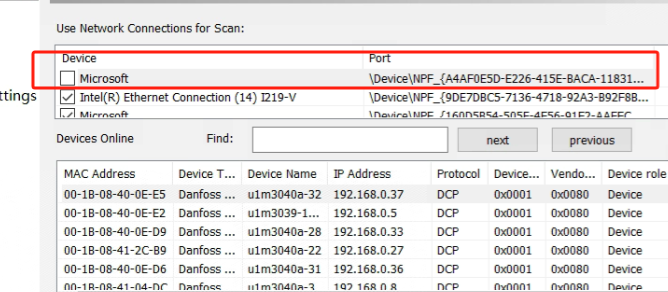 Use Network Connections for Scan:
Device Port
Microsoft \Device\NPF_{A4AF0E5D-E226-415E-BACA-11831...
ttings
Intel(R) Ethernet Connection (14) I219-V \Device\NPF_{9DE7DBC5-7136-4718-92A3-B92F8B...
Microsoft \Device\NPF_{160D5B54-505E-4F56-91F2-AAFFC
Devices Online Find: next previous
MAC Address Device T... Device Name IP Address Protocol Device... Vendo... Device role
00-1B-08-40-0E-E5 Danfoss ... u1m3040a-32 192.168.0.37 DCP 0x0001 0x0080 Device
00-1B-08-40-0E-E2 Danfoss ... u1m3039-1... 192.168.0.5 DCP 0x0001 0x0080 Device
00-1B-08-40-0E-D9 Danfoss ... u1m3040a-28 192.168.0.33 DCP 0x0001 0x0080 Device
00-1B-08-41-2C-B9 Danfoss ... u1m3040a-22 192.168.0.27 DCP 0x0001 0x0080 Device
00-1B-08-40-0E-D6 Danfoss ... u1m3040a-31 192.168.0.36 DCP 0x0001 0x0080 Device
00-1B-08-41-04-DC Danfoss ... u1m3040a-3 192.168.0.8 DCP 0x0001 0x0080 Device